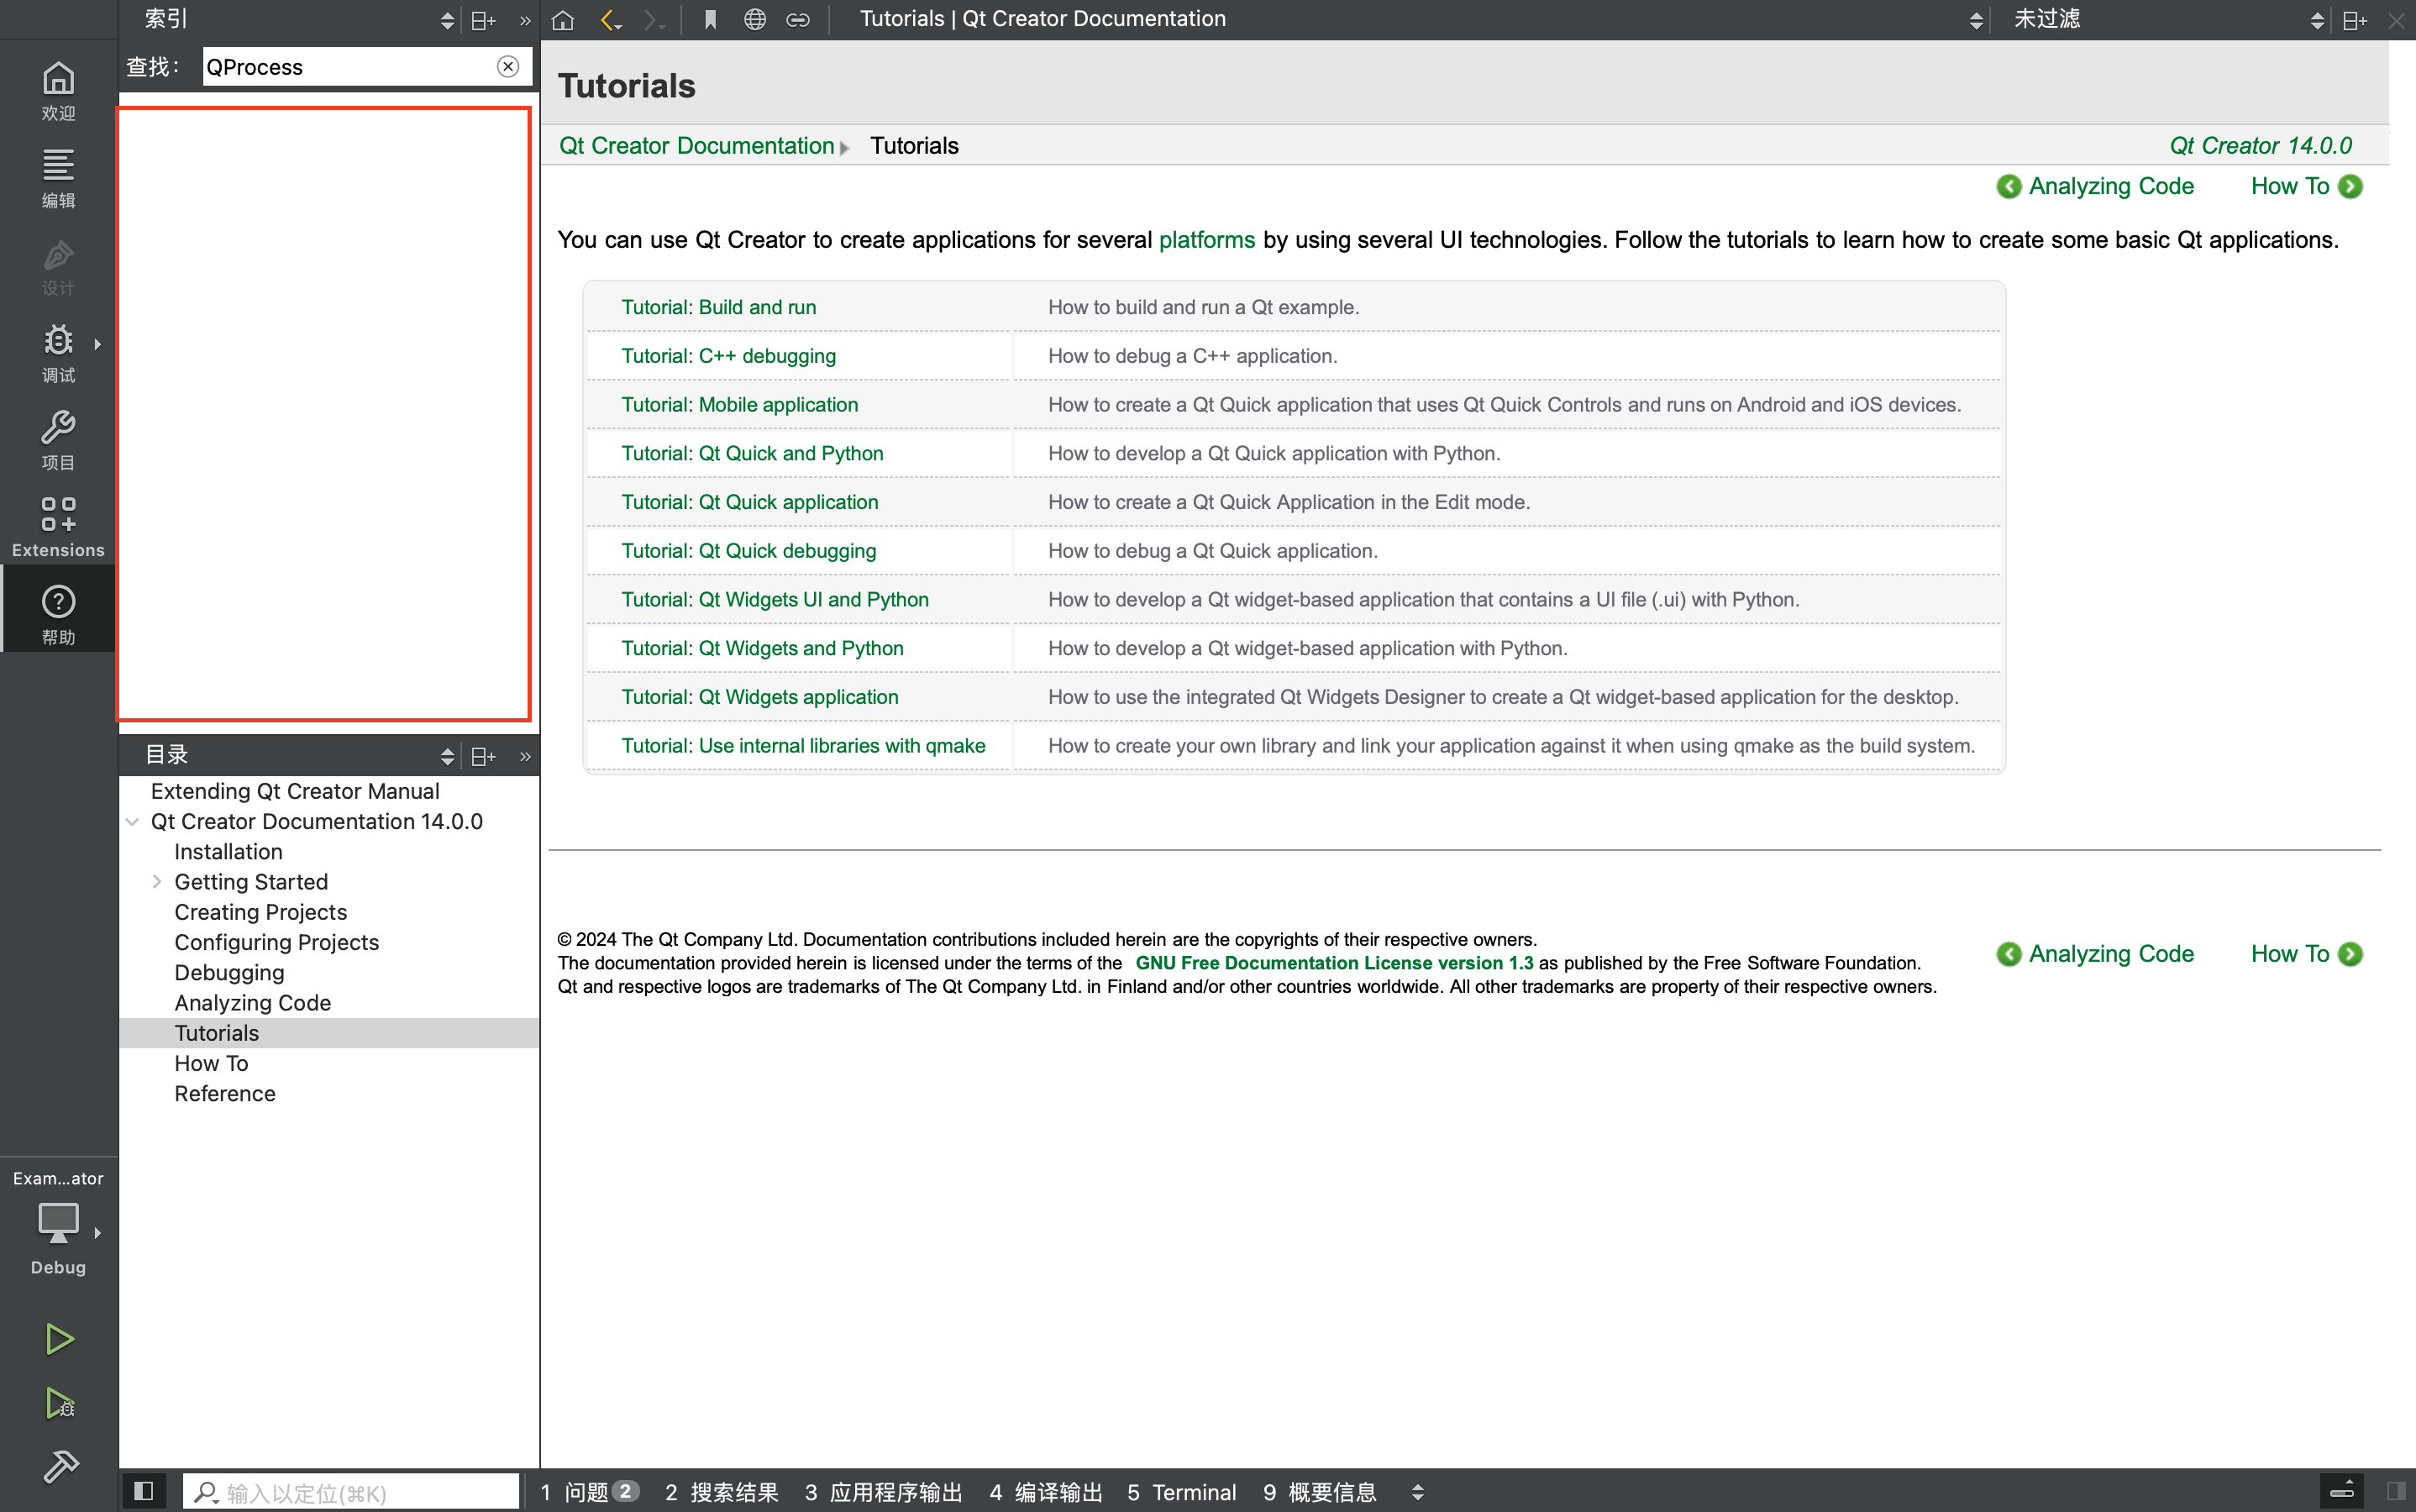 索引
查找：
QProcess
欢迎
编辑
设计
调试
项目
Extensions
帮助
目录
Extending Qt Creator Manual
Qt Creator Documentation 14.0.0
Installation
Getting Started
Creating Projects
Configuring Projects
Debugging
Analyzing Code
Tutorials
How To
Reference
Exam...ator
Debug
Tutorials | Qt Creator Documentation
未过滤
Tutorials
Qt Creator Documentation Tutorials
Qt Creator 14.0.0
Analyzing Code How To
You can use Qt Creator to create applications for several platforms by using several UI technologies. Follow the tutorials to learn how to create some basic Qt applications.
Tutorial: Build and run How to build and run a Qt example.
Tutorial: C++ debugging How to debug a C++ application.
Tutorial: Mobile application How to create a Qt Quick application that uses Qt Quick Controls and runs on Android and iOS devices.
Tutorial: Qt Quick and Python How to develop a Qt Quick application with Python.
Tutorial: Qt Quick application How to create a Qt Quick Application in the Edit mode.
Tutorial: Qt Quick debugging How to debug a Qt Quick application.
Tutorial: Qt Widgets UI and Python How to develop a Qt widget-based application that contains a UI file (.ui) with Python.
Tutorial: Qt Widgets and Python How to develop a Qt widget-based application with Python.
Tutorial: Qt Widgets application How to use the integrated Qt Widgets Designer to create a Qt widget-based application for the desktop.
Tutorial: Use internal libraries with qmake How to create your own library and link your application against it when using qmake as the build system.
© 2024 The Qt Company Ltd. Documentation contributions included herein are the copyrights of their respective owners.
The documentation provided herein is licensed under the terms of the GNU Free Documentation License version 1.3 as published by the Free Software Foundation.
Qt and respective logos are trademarks of The Qt Company Ltd. in Finland and/or other countries worldwide. All other trademarks are property of their respective owners.
Analyzing Code How To
输入以定位(⌘K)
1 问题 2 2 搜索结果 3 应用程序输出 4 编译输出 5 Terminal 9 概要信息